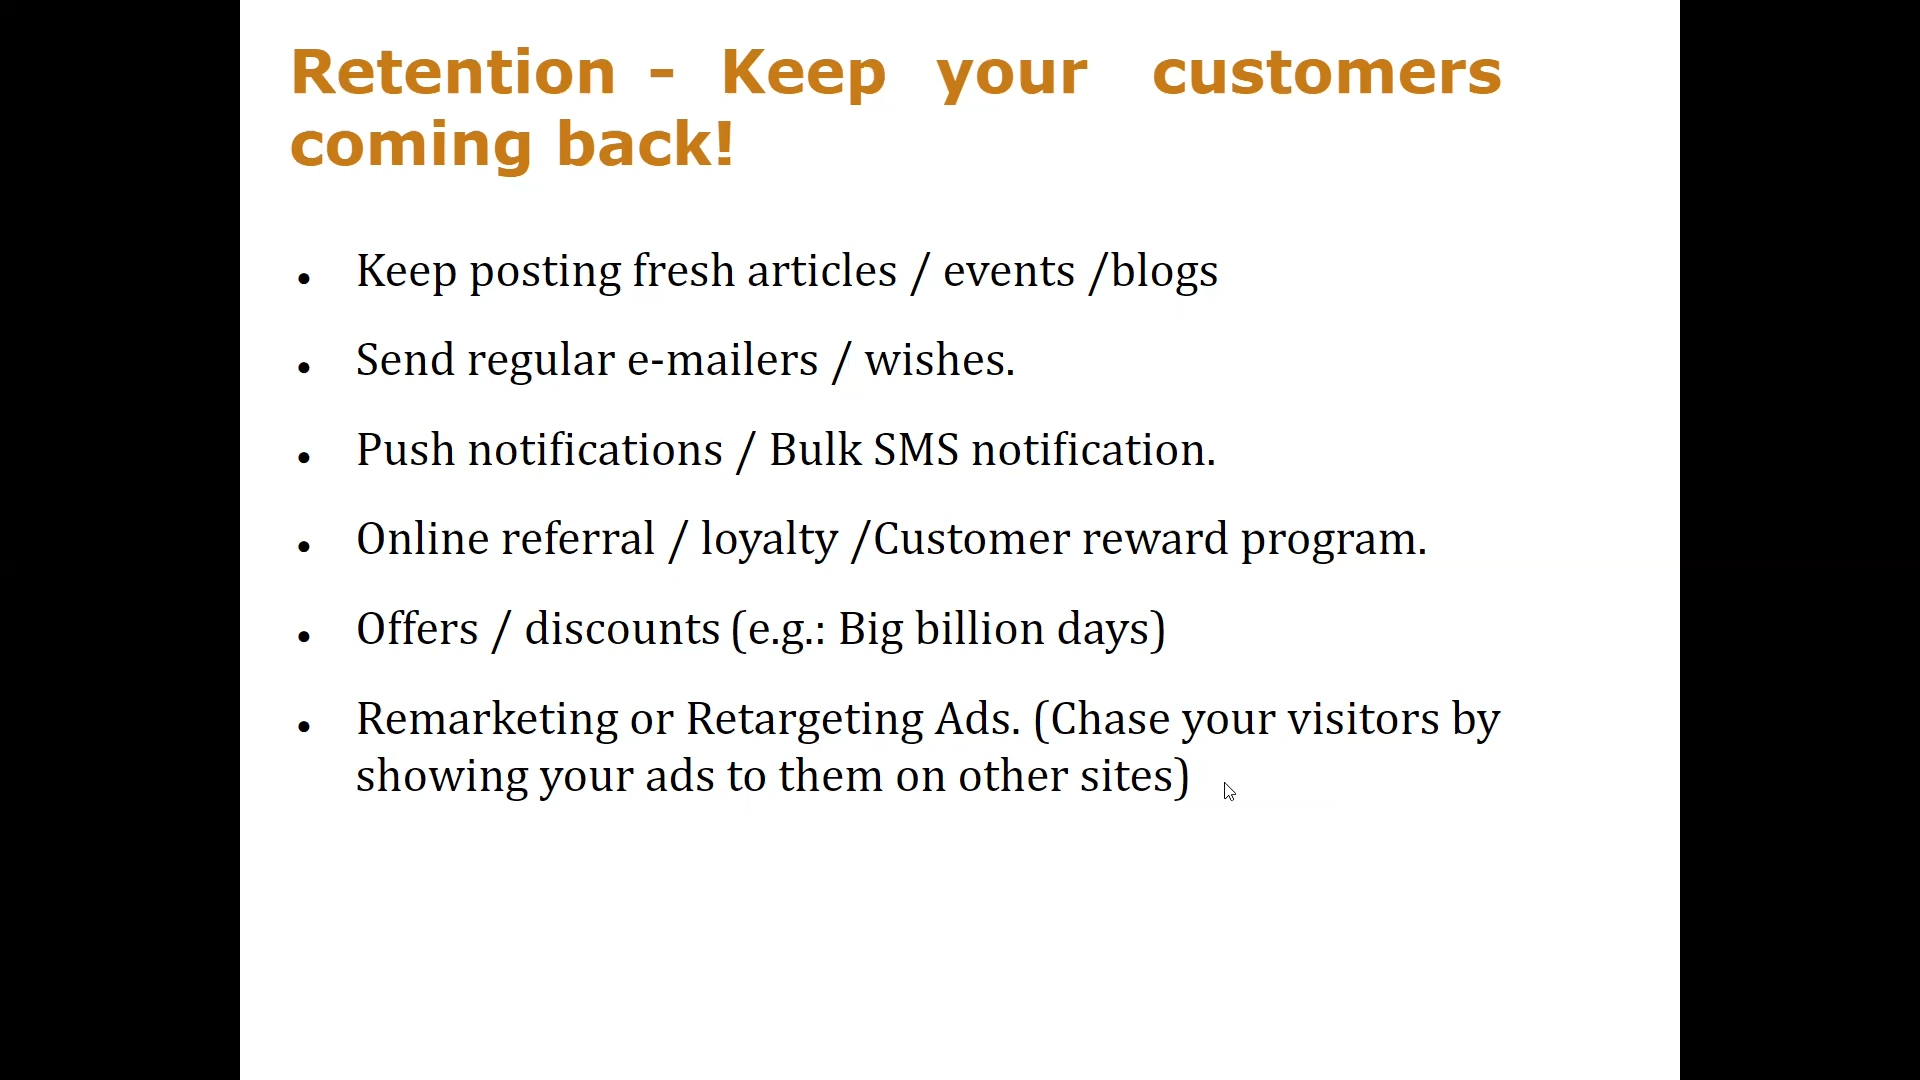 Retention - Keep your customers
coming back!
• Keep posting fresh articles / events /blogs
• Send regular e-mailers / wishes.
• Push notifications / Bulk SMS notification.
• Online referral / loyalty /Customer reward program.
• Offers / discounts (e.g.: Big billion days)
• Remarketing or Retargeting Ads. (Chase your visitors by
showing your ads to them on other sites)